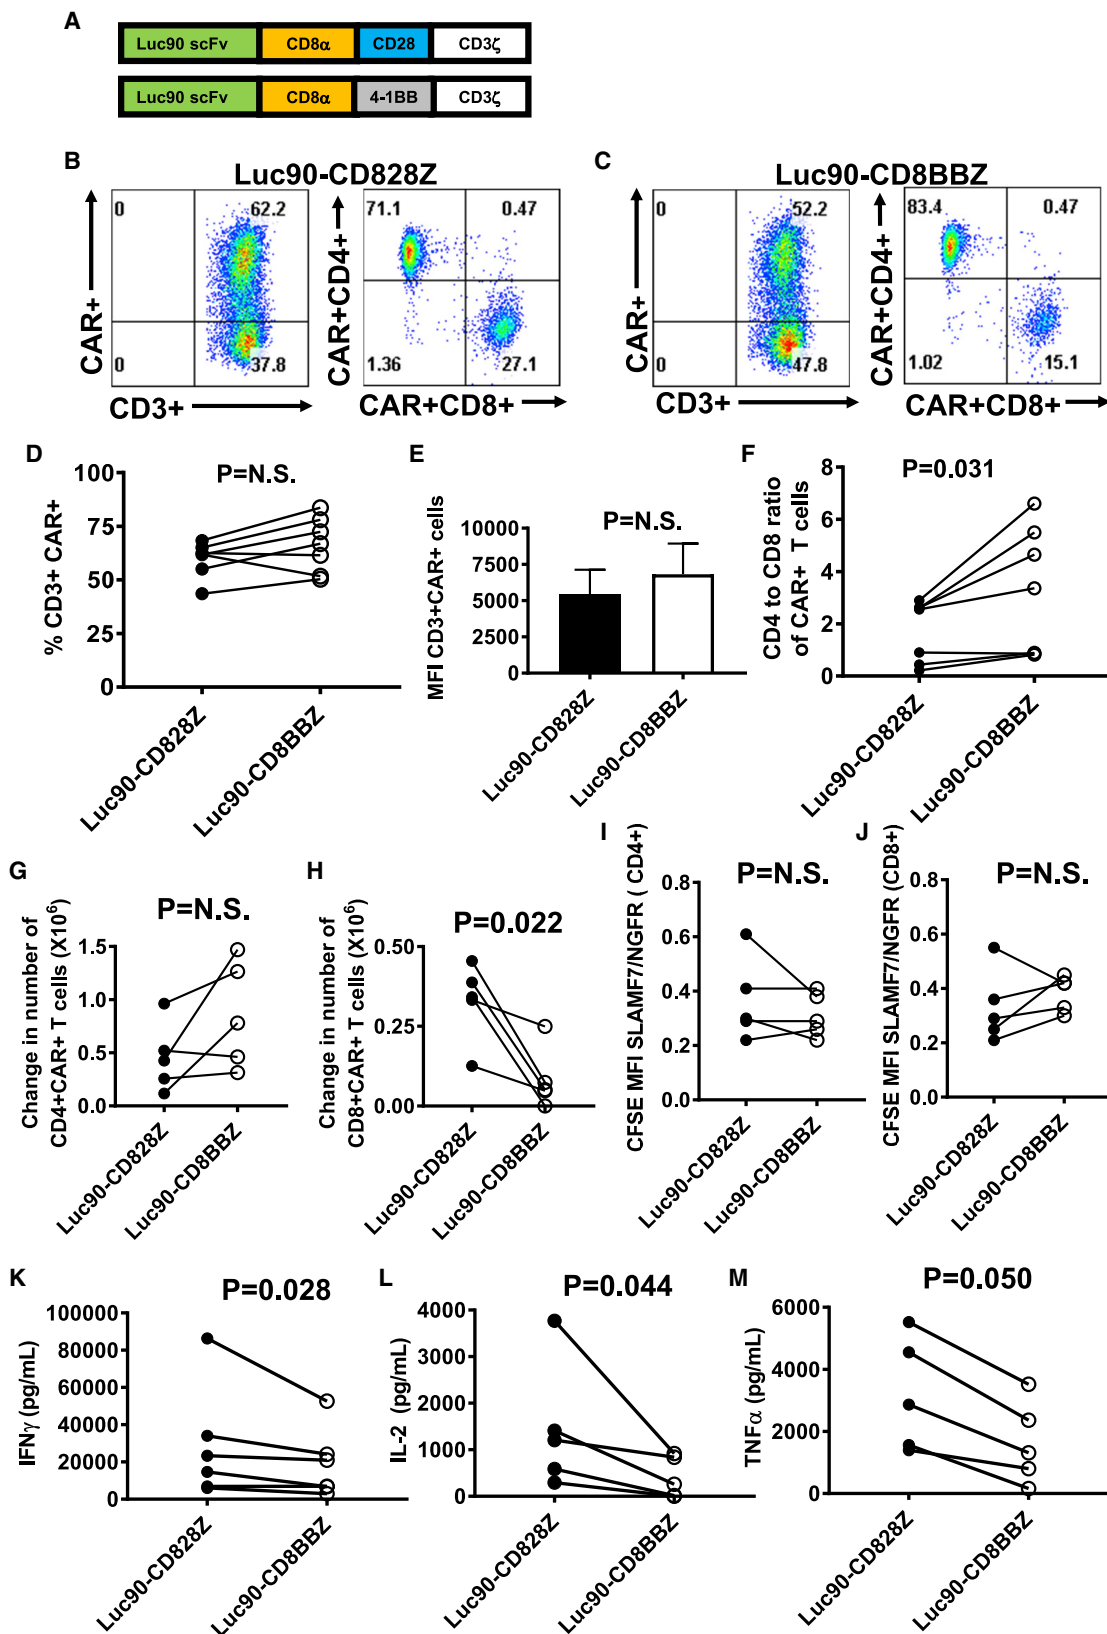 A
Luc90 scFv CD8α CD28 CD3ζ
Luc90 scFv CD8α 4-1BB CD3ζ
B
Luc90-CD828Z
CAR+
0 62.2
0 37.8
CD3+
CAR+CD4+
71.1 0.47
1.36 27.1
CAR+CD8+
C
Luc90-CD8BBZ
CAR+
0 52.2
0 47.8
CD3+
CAR+CD4+
83.4 0.47
1.02 15.1
CAR+CD8+
D
P=N.S.
% CD3+ CAR+
100
75
50
25
0
Luc90-CD828Z
Luc90-CD8BBZ
E
P=N.S.
MFI CD3+CAR+ cells
10000
7500
5000
2500
0
Luc90-CD828Z
Luc90-CD8BBZ
F
P=0.031
CD4 to CD8 ratio
of CAR+ T cells
6
4
2
0
Luc90-CD828Z
Luc90-CD8BBZ
G
P=N.S.
Change in number of
CD4+CAR+ T cells (X10⁶)
1.5
1.0
0.5
0.0
Luc90-CD828Z
Luc90-CD8BBZ
H
P=0.022
Change in number of
CD8+CAR+ T cells (X10⁶)
0.50
0.25
0.00
Luc90-CD828Z
Luc90-CD8BBZ
I
P=N.S.
CFSE MFI SLAMF7/NGFR ( CD4+)
0.8
0.6
0.4
0.2
0.0
Luc90-CD828Z
Luc90-CD8BBZ
J
P=N.S.
CFSE MFI SLAMF7/NGFR (CD8+)
0.8
0.6
0.4
0.2
0.0
Luc90-CD828Z
Luc90-CD8BBZ
K
P=0.028
IFNγ (pg/mL)
100000
80000
60000
40000
20000
0
Luc90-CD828Z
Luc90-CD8BBZ
L
P=0.044
IL-2 (pg/mL)
4000
3000
2000
1000
0
Luc90-CD828Z
Luc90-CD8BBZ
M
P=0.050
TNFα (pg/mL)
6000
4000
2000
0
Luc90-CD828Z
Luc90-CD8BBZ